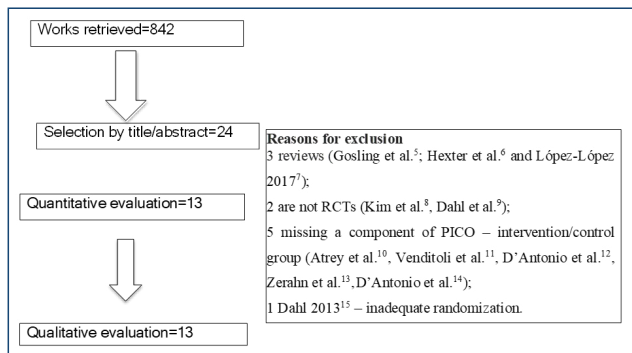 Works retrieved=842
Selection by title/abstract=24
Reasons for exclusion
3 reviews (Gosling et al.⁵; Hexter et al.⁶ and López-López
2017⁷);
2 are not RCTs (Kim et al.⁸, Dahl et al.⁹);
5 missing a component of PICO – intervention/control
group (Atrey et al.¹⁰, Venditoli et al.¹¹, D’Antonio et al.¹²,
Zerahn et al.¹³,D’Antonio et al.¹⁴);
1 Dahl 2013¹⁵ – inadequate randomization.
Quantitative evaluation=13
Qualitative evaluation=13